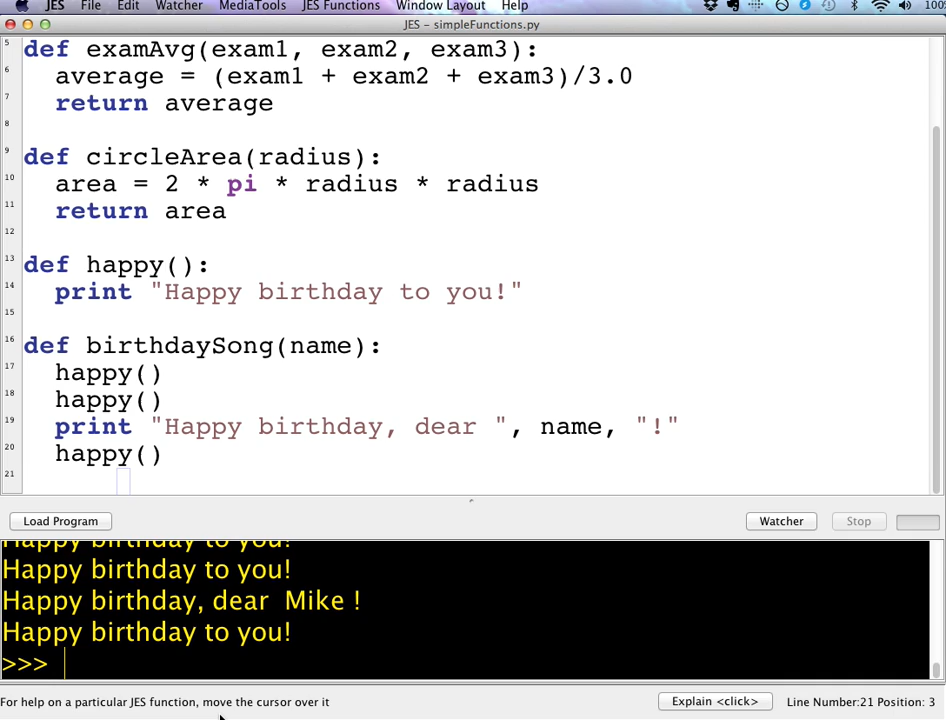 JES File Edit Watcher MediaTools JES Functions Window Layout Help 100
JES - simpleFunctions.py
5 def examAvg(exam1, exam2, exam3):
6 average = (exam1 + exam2 + exam3)/3.0
7 return average
8
9 def circleArea(radius):
10 area = 2 * pi * radius * radius
11 return area
12
13 def happy():
14 print "Happy birthday to you!"
15
16 def birthdaySong(name):
17 happy()
18 happy()
19 print "Happy birthday, dear ", name, "!"
20 happy()
21
Load Program Watcher Stop
Happy birthday to you!
Happy birthday to you!
Happy birthday, dear  Mike !
Happy birthday to you!
>>>
For help on a particular JES function, move the cursor over it Explain <click> Line Number:21 Position: 3